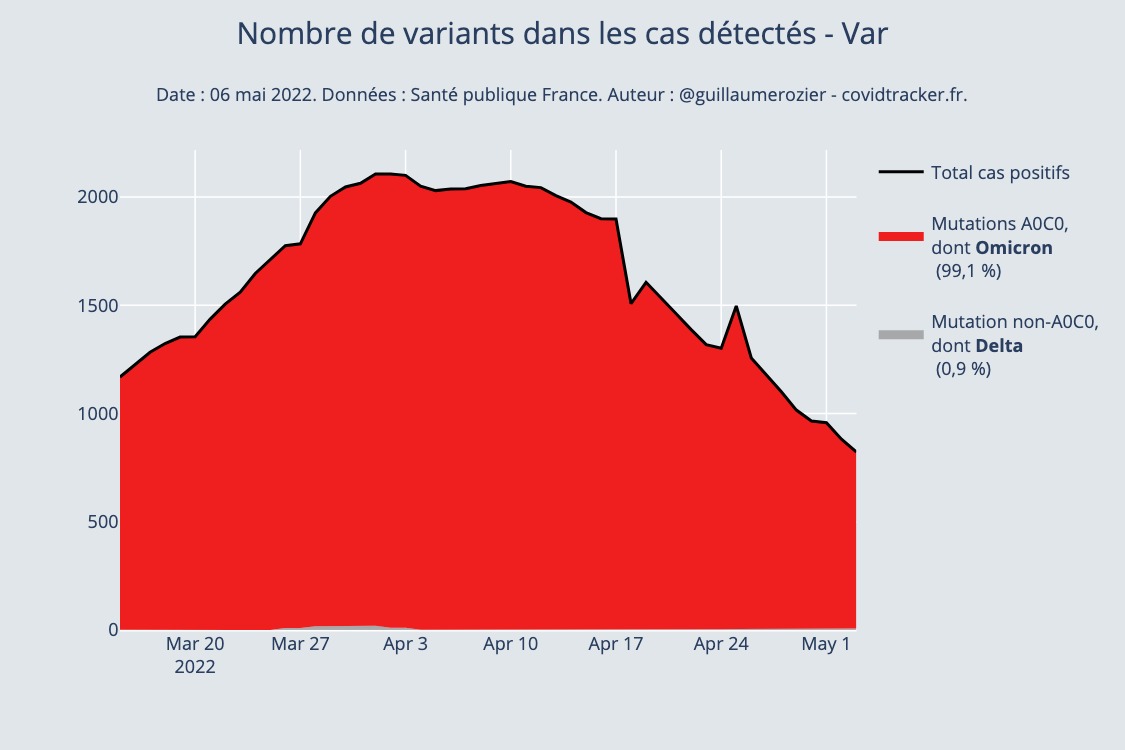 Nombre de variants dans les cas détectés - Var
Date : 06 mai 2022. Données : Santé publique France. Auteur : @guillaumerozier - covidtracker.fr.
2000
1500
1000
500
0
Mar 20
2022
Mar 27
Apr 3
Apr 10
Apr 17
Apr 24
May 1
Total cas positifs
Mutations A0C0,
dont Omicron
(99,1 %)
Mutation non-A0C0,
dont Delta
(0,9 %)